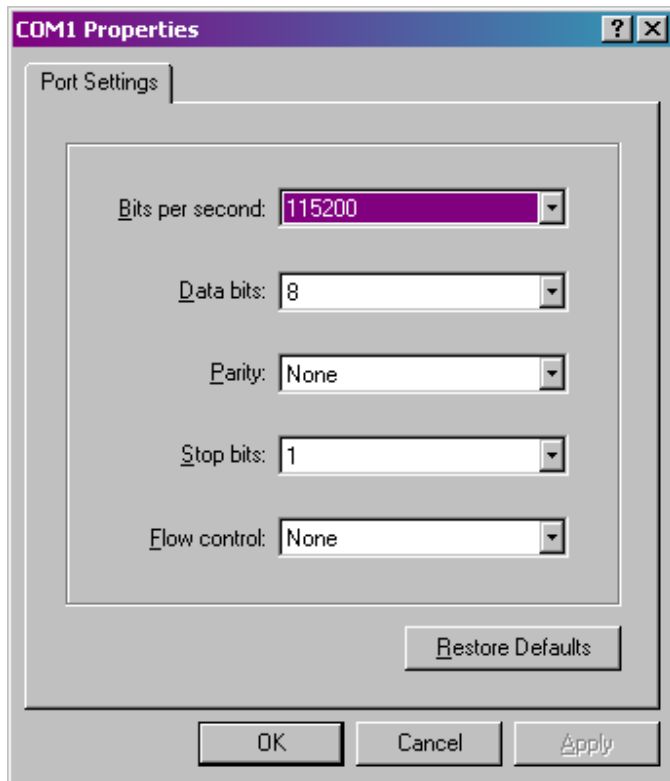 COM1 Properties
Port Settings
Bits per second: 115200
Data bits: 8
Parity: None
Stop bits: 1
Flow control: None
Restore Defaults
OK Cancel Apply